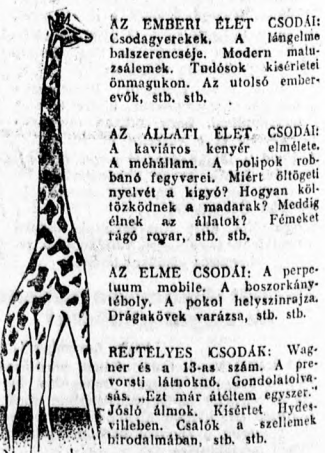 AZ EMBERI ÉLET CSODÁI:
Csodagyerekek. A lángelme
balszerencséje. Modern matu-
zsálemek. Tudósok kisérletei
önmagukon. Az utolsó ember-
evők, stb. stb.
AZ ÁLLATI ÉLET CSODÁI:
A kaviáros kenyér elmélete.
A méhállam. A polipok rob-
banó fegyverei. Miért öltögeti
nyelvét a kigyó? Hogyan köl-
tözködnek a madarak? Meddig
élnek az állatok? Fémeket
rágó rovar, stb. stb.
AZ ELME CSODÁI: A perpe-
tuum mobile. A boszorkány-
téboly. A pokol helyszinrajza.
Drágakövek varázsa, stb. stb.
REJTÉLYES CSODÁK: Wag-
ner és a 13-as szám. A pre-
vorsti látnoknő. Gondolatolva-
sás. „Ezt már átéltem egyszer."
Jósló álmok. Kisértet Hydes-
villeben. Csalók a szellemek
birodalmában, stb. stb.